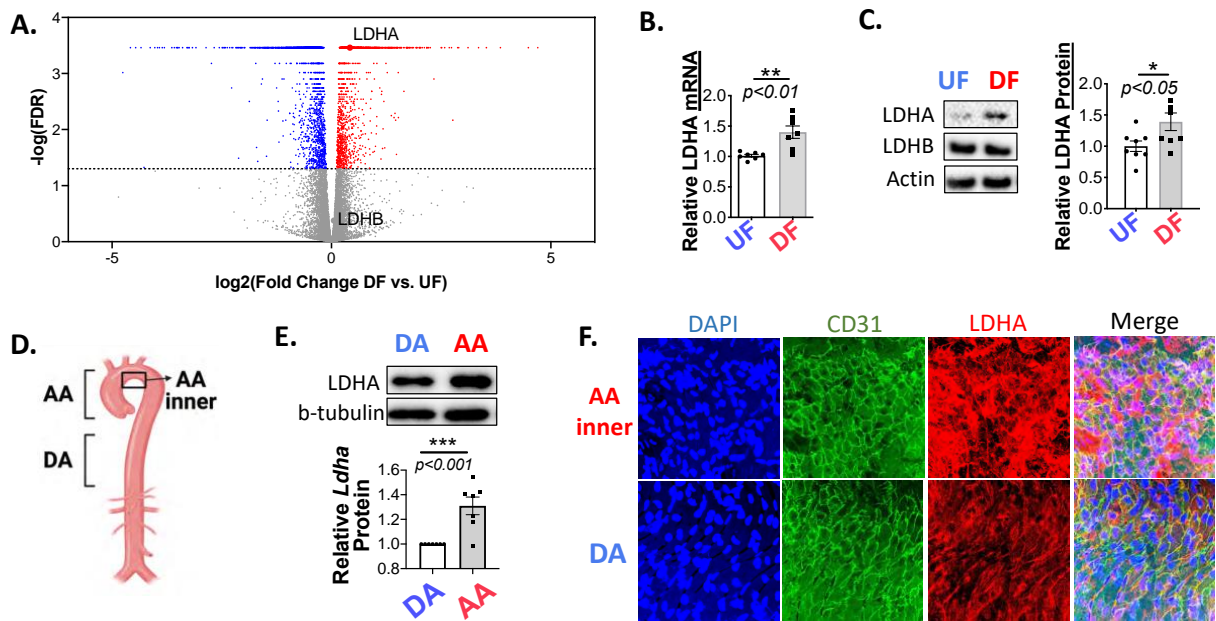 A.
LDHA
LDHB
4
3
2
1
0
-5
0
5
-log(FDR)
log2(Fold Change DF vs. UF)
B.
**
p<0.01
2.0
1.5
1.0
0.5
0.0
Relative LDHA mRNA
UF
DF
C.
UF DF
LDHA
LDHB
Actin
*
p<0.05
2.0
1.5
1.0
0.5
0.0
Relative LDHA Protein
UF
DF
D.
AA
AA
inner
DA
E.
DA AA
LDHA
b-tubulin
***
p<0.001
1.6
1.4
1.2
1.0
0.8
Relative Ldha
Protein
DA
AA
F.
DAPI CD31 LDHA Merge
AA
inner
DA